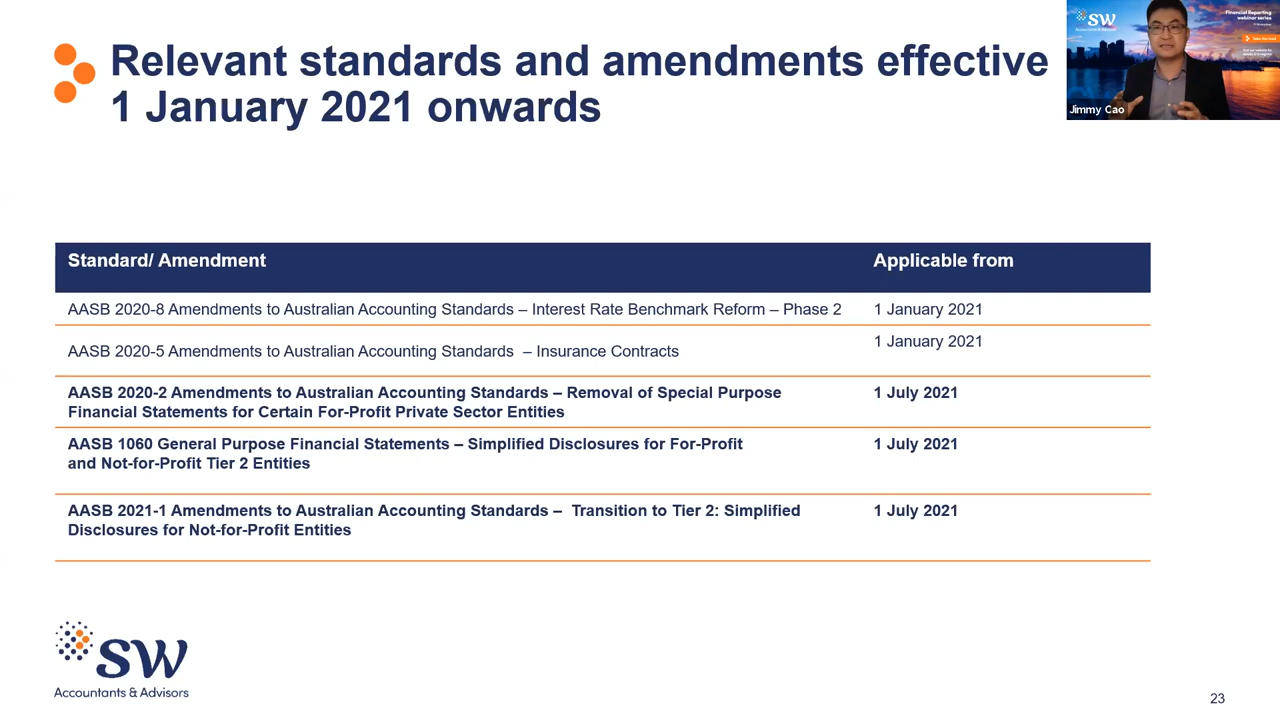 Relevant standards and amendments effective
1 January 2021 onwards
SW
Financial Reporting
webinar series
Jimmy Cao
Standard/ Amendment
Applicable from
AASB 2020-8 Amendments to Australian Accounting Standards – Interest Rate Benchmark Reform – Phase 2
1 January 2021
AASB 2020-5 Amendments to Australian Accounting Standards – Insurance Contracts
1 January 2021
AASB 2020-2 Amendments to Australian Accounting Standards – Removal of Special Purpose
Financial Statements for Certain For-Profit Private Sector Entities
1 July 2021
AASB 1060 General Purpose Financial Statements – Simplified Disclosures for For-Profit
and Not-for-Profit Tier 2 Entities
1 July 2021
AASB 2021-1 Amendments to Australian Accounting Standards – Transition to Tier 2: Simplified
Disclosures for Not-for-Profit Entities
1 July 2021
SW
Accountants & Advisors
23